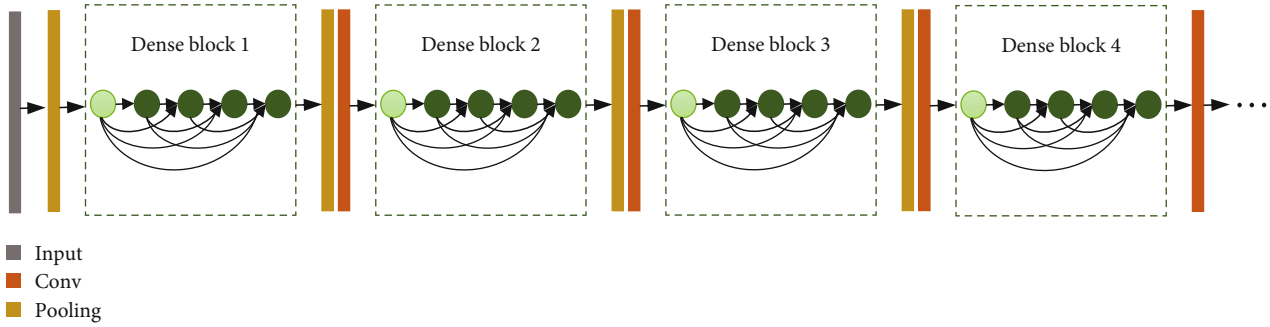 Dense block 1
Dense block 2
Dense block 3
Dense block 4
...
Input
Conv
Pooling